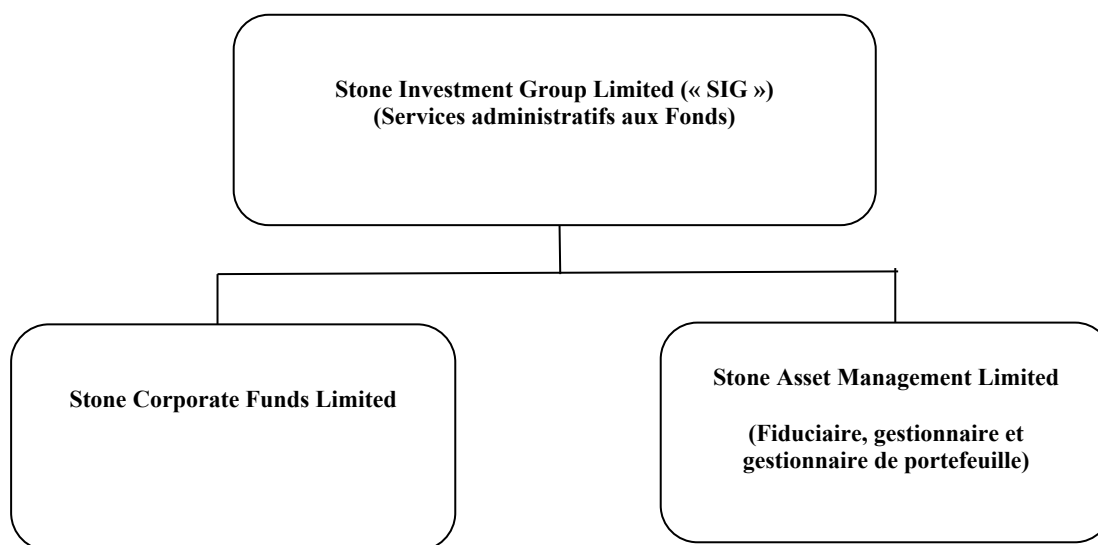 Stone Investment Group Limited (« SIG »)
(Services administratifs aux Fonds)
Stone Corporate Funds Limited
Stone Asset Management Limited
(Fiduciaire, gestionnaire et
gestionnaire de portefeuille)